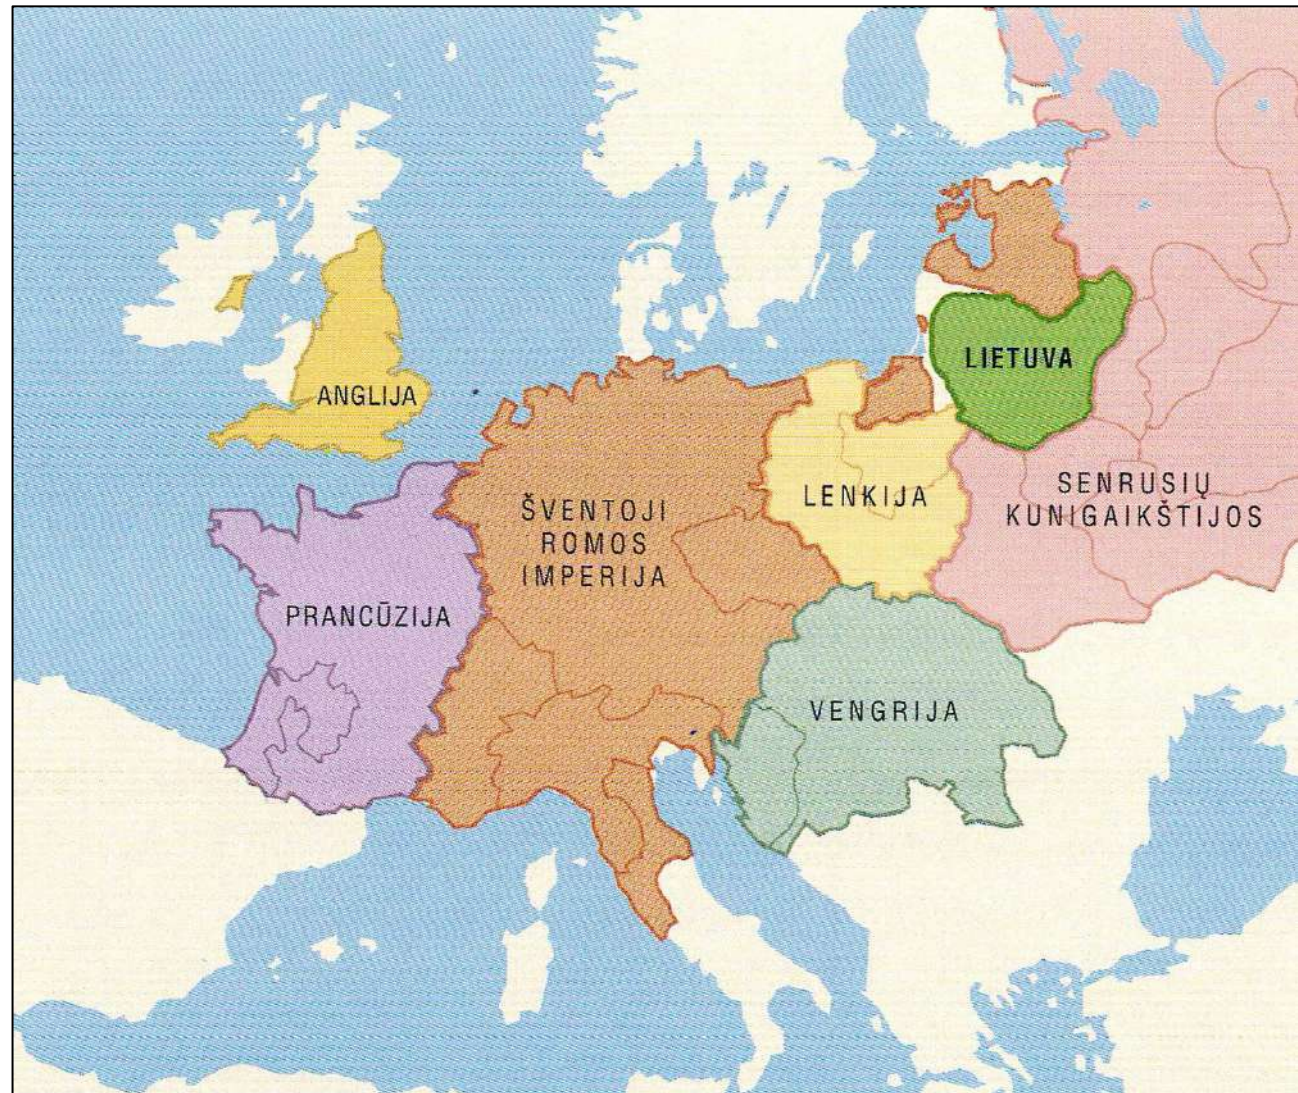 LIETUVA
ANGLIJA
ŠVENTOJI
ROMOS
IMPERIJA
LENKIJA
SENRUSIŲ
KUNIGAIKŠTIJOS
PRANCŪZIJA
VENGRIJA